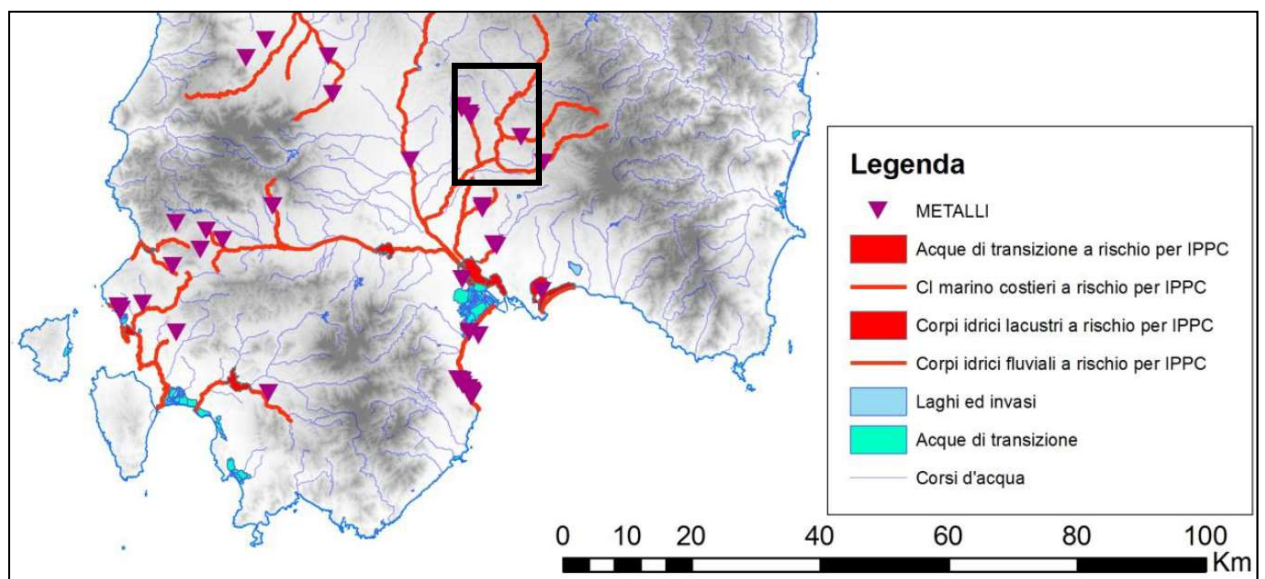 Legenda
METALLI
Acque di transizione a rischio per IPPC
CI marino costieri a rischio per IPPC
Corpi idrici lacustri a rischio per IPPC
Corpi idrici fluviali a rischio per IPPC
Laghi ed invasi
Acque di transizione
Corsi d'acqua
0 10 20 40 60 80 100
Km